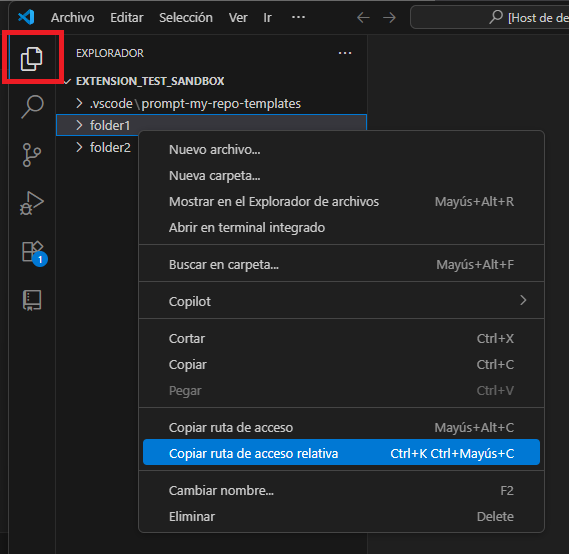 Archivo Editar Selección Ver Ir ··· [Host de de
EXPLORADOR ···
EXTENSION_TEST_SANDBOX
.vscode\prompt-my-repo-templates
folder1
folder2
Nuevo archivo...
Nueva carpeta...
Mostrar en el Explorador de archivos Mayús+Alt+R
Abrir en terminal integrado
Buscar en carpeta... Mayús+Alt+F
Copilot
Cortar Ctrl+X
Copiar Ctrl+C
Pegar Ctrl+V
Copiar ruta de acceso Mayús+Alt+C
Copiar ruta de acceso relativa Ctrl+K Ctrl+Mayús+C
Cambiar nombre... F2
Eliminar Delete
1